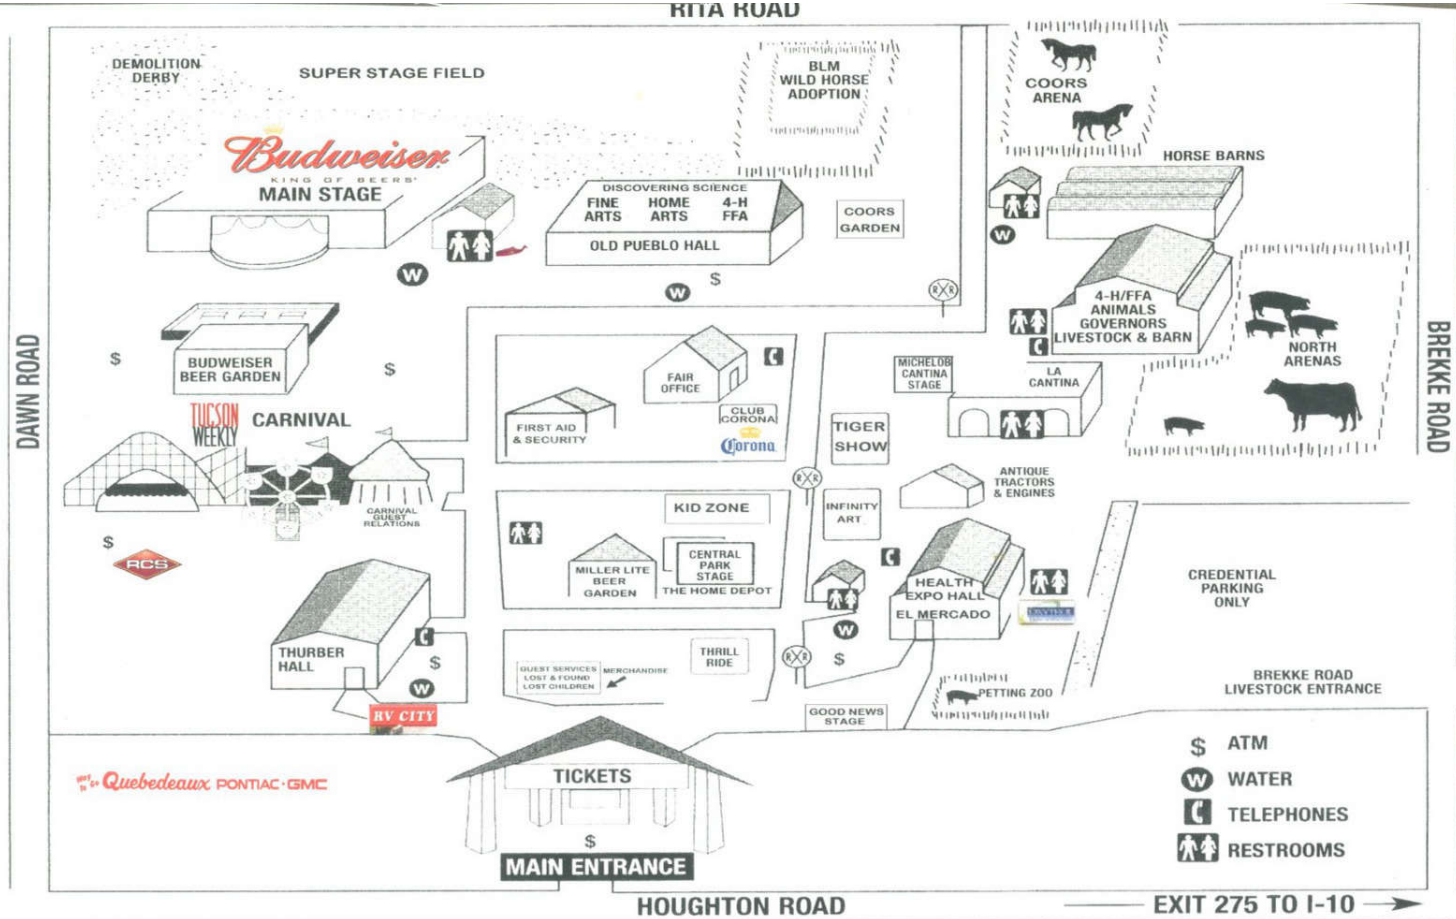 RITA ROAD
DEMOLITION
DERBY
SUPER STAGE FIELD
BLM
WILD HORSE
ADOPTION
COORS
ARENA
HORSE BARNS
Budweiser
KING OF BEERS
MAIN STAGE
DISCOVERING SCIENCE
FINE
ARTS
HOME
ARTS
4-H
FFA
OLD PUEBLO HALL
COORS
GARDEN
W
W
W
$
R R
4-H/FFA
ANIMALS
GOVERNORS
LIVESTOCK & BARN
NORTH
ARENAS
DAWN ROAD
BREKKE ROAD
BUDWEISER
BEER GARDEN
$
$
FAIR
OFFICE
FIRST AID
& SECURITY
CLUB
CORONA
Corona
MICHELOB
CANTINA
STAGE
LA
CANTINA
TIGER
SHOW
TUCSON
WEEKLY
CARNIVAL
CARNIVAL
GUEST
RELATIONS
$
RCS
KID ZONE
MILLER LITE
BEER
GARDEN
CENTRAL
PARK
STAGE
THE HOME DEPOT
R R
INFINITY
ART
ANTIQUE
TRACTORS
& ENGINES
HEALTH
EXPO HALL
EL MERCADO
CREDENTIAL
PARKING
ONLY
THURBER
HALL
$
W
RV CITY
GUEST SERVICES
LOST & FOUND
LOST CHILDREN
MERCHANDISE
THRILL
RIDE
R R
W
$
GOOD NEWS
STAGE
PETTING ZOO
BREKKE ROAD
LIVESTOCK ENTRANCE
Quebedeaux PONTIAC·GMC
TICKETS
$
MAIN ENTRANCE
$ ATM
W WATER
TELEPHONES
RESTROOMS
HOUGHTON ROAD
EXIT 275 TO I-10